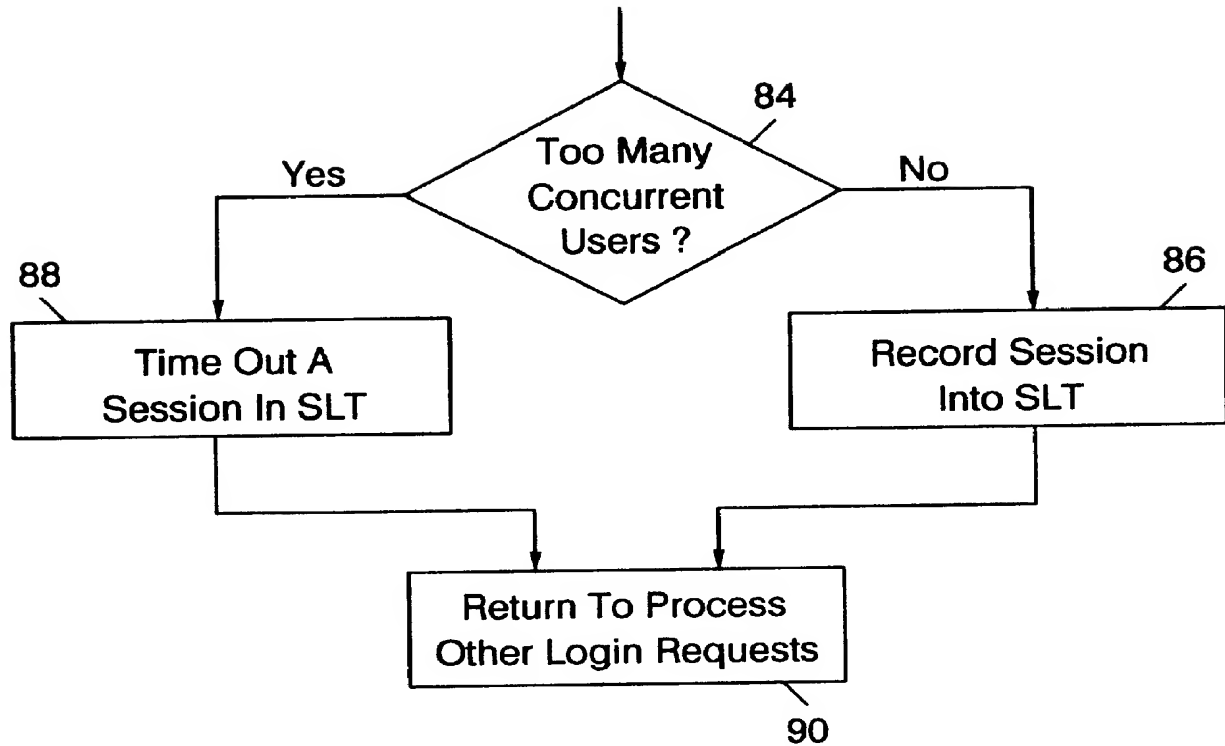 84
Too Many
Concurrent
Users ?
Yes
No
88
Time Out A
Session In SLT
86
Record Session
Into SLT
Return To Process
Other Login Requests
90